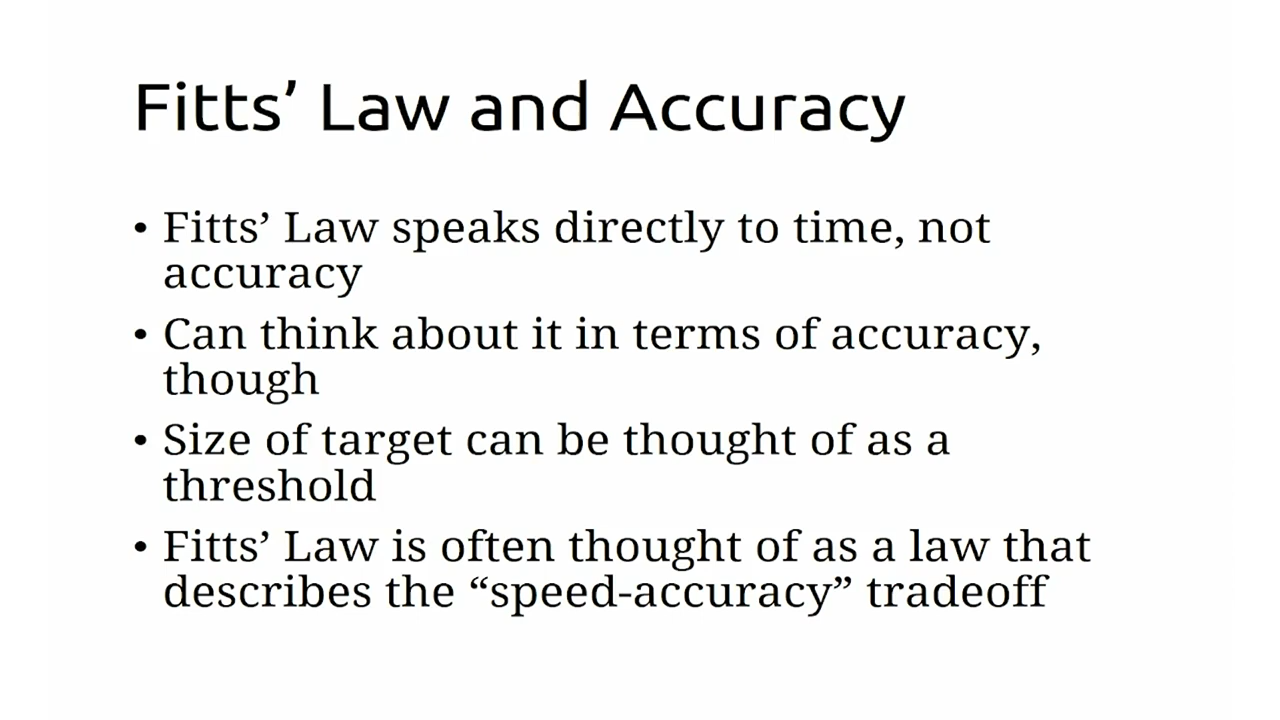 Fitts’ Law and Accuracy
• Fitts’ Law speaks directly to time, not
accuracy
• Can think about it in terms of accuracy,
though
• Size of target can be thought of as a
threshold
• Fitts’ Law is often thought of as a law that
describes the “speed-accuracy” tradeoff